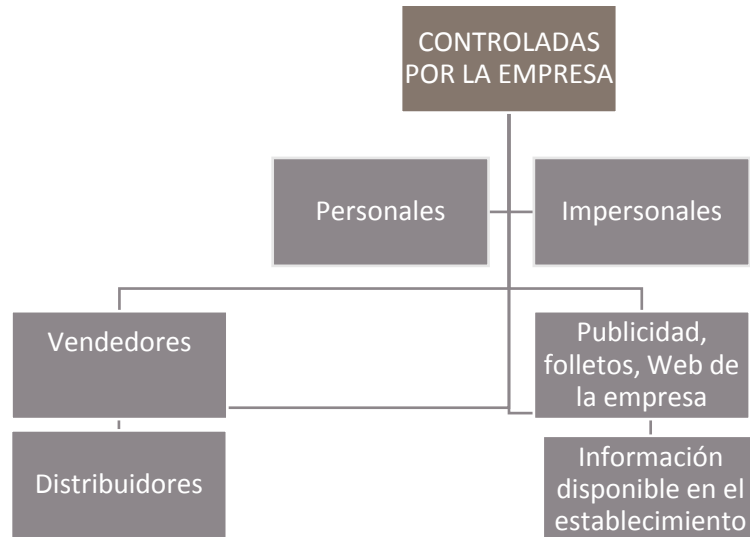 CONTROLADAS
POR LA EMPRESA
Personales
Impersonales
Vendedores
Publicidad,
folletos, Web de
la empresa
Distribuidores
Información
disponible en el
establecimiento